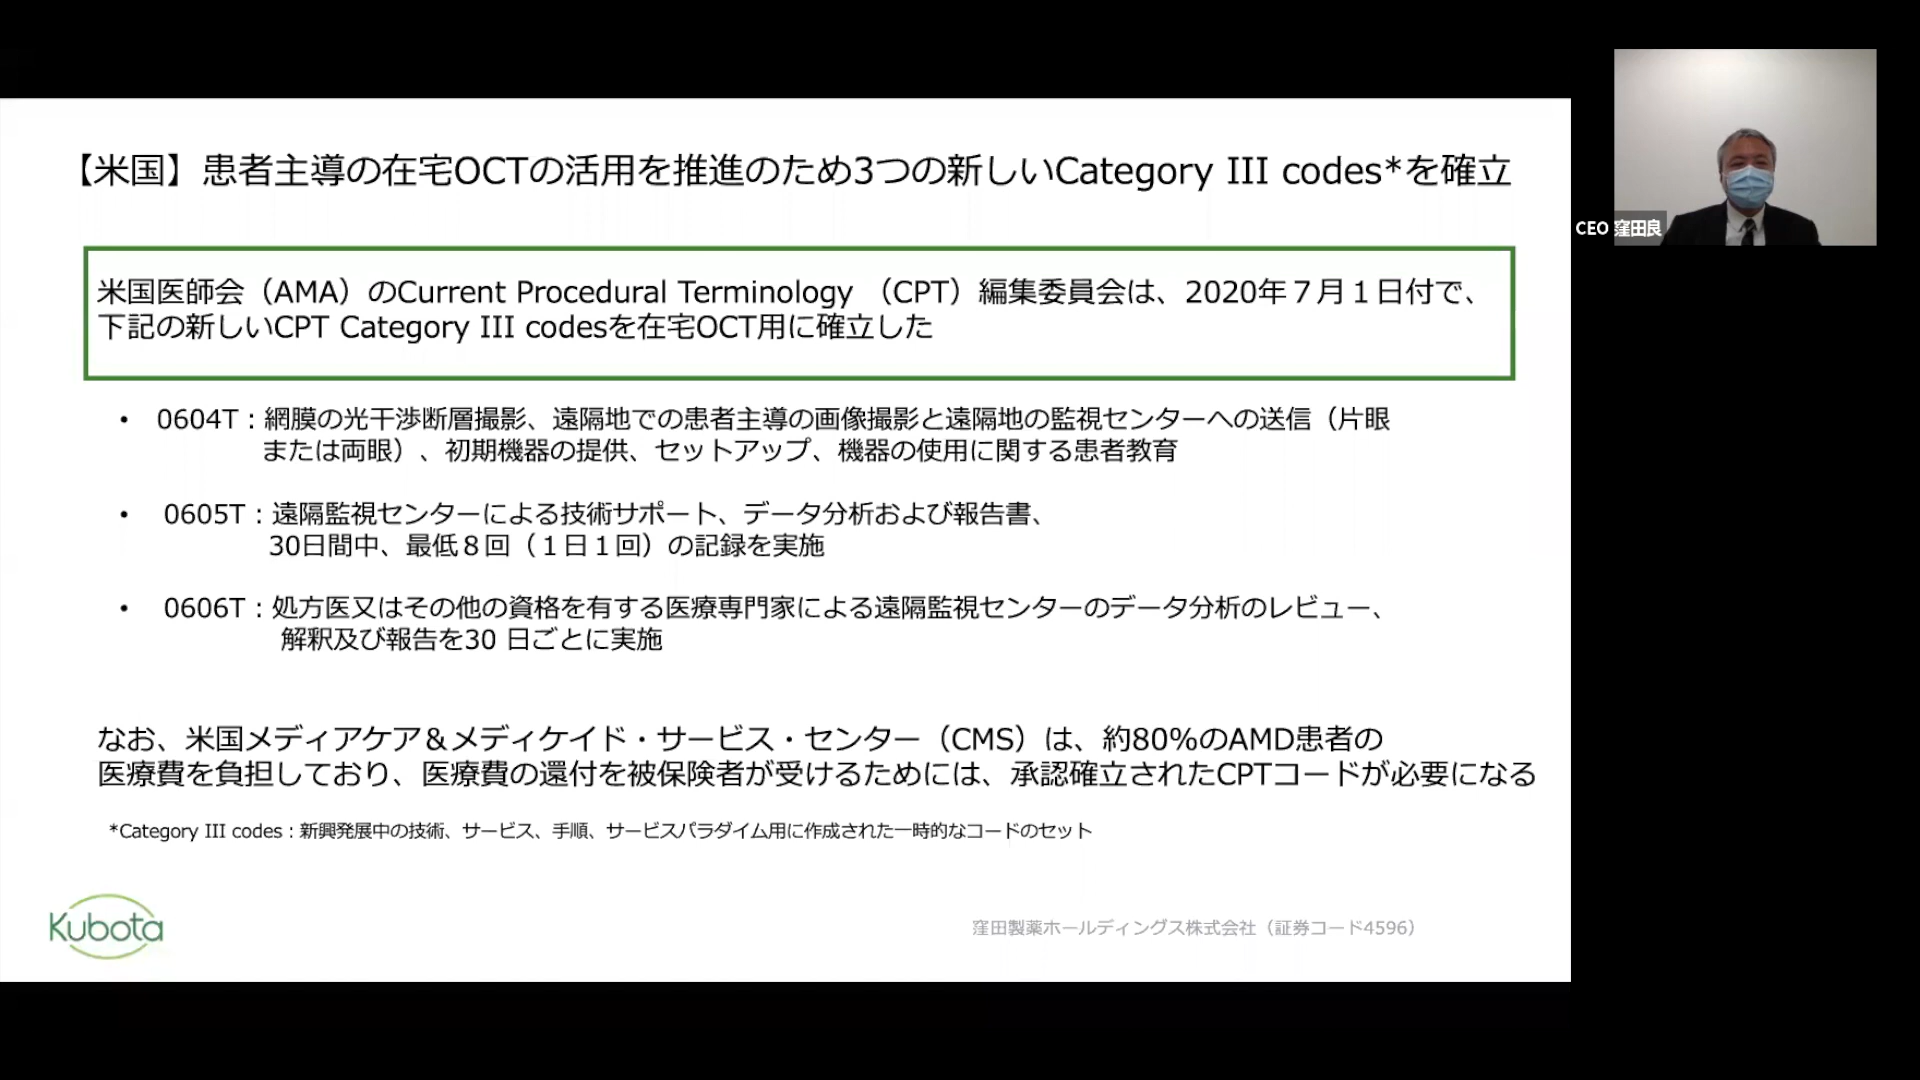 【米国】患者主導の在宅OCTの活用を推進のため3つの新しいCategory III codes*を確立
CEO 窪田良
米国医師会（AMA）のCurrent Procedural Terminology （CPT）編集委員会は、2020年７月１日付で、
下記の新しいCPT Category III codesを在宅OCT用に確立した
• 0604T：網膜の光干渉断層撮影、遠隔地での患者主導の画像撮影と遠隔地の監視センターへの送信（片眼
または両眼）、初期機器の提供、セットアップ、機器の使用に関する患者教育
• 0605T：遠隔監視センターによる技術サポート、データ分析および報告書、
30日間中、最低８回（１日１回）の記録を実施
• 0606T：処方医又はその他の資格を有する医療専門家による遠隔監視センターのデータ分析のレビュー、
解釈及び報告を30 日ごとに実施
なお、米国メディアケア＆メディケイド・サービス・センター（CMS）は、約80%のAMD患者の
医療費を負担しており、医療費の還付を被保険者が受けるためには、承認確立されたCPTコードが必要になる
*Category III codes：新興発展中の技術、サービス、手順、サービスパラダイム用に作成された一時的なコードのセット
Kubota
窪田製薬ホールディングス株式会社（証券コード4596）